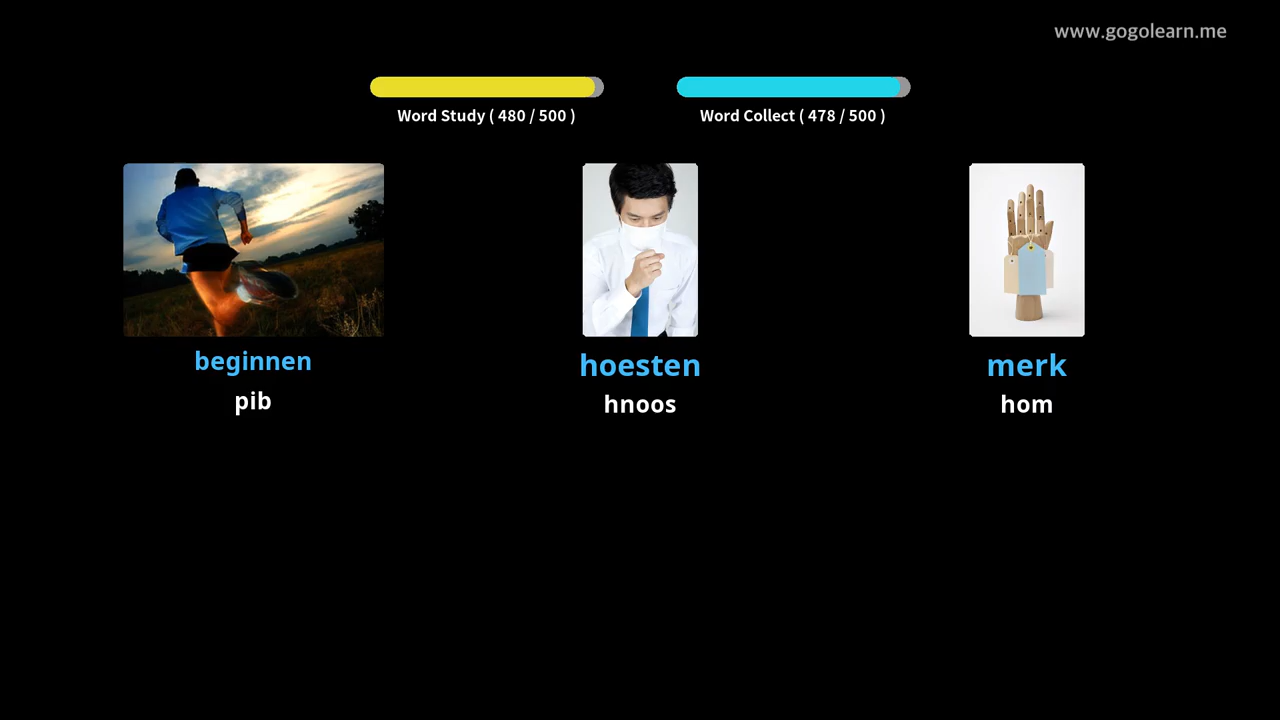 www.gogolearn.me
Word Study ( 480 / 500 )
Word Collect ( 478 / 500 )
beginnen
pib
hoesten
hnoos
merk
hom